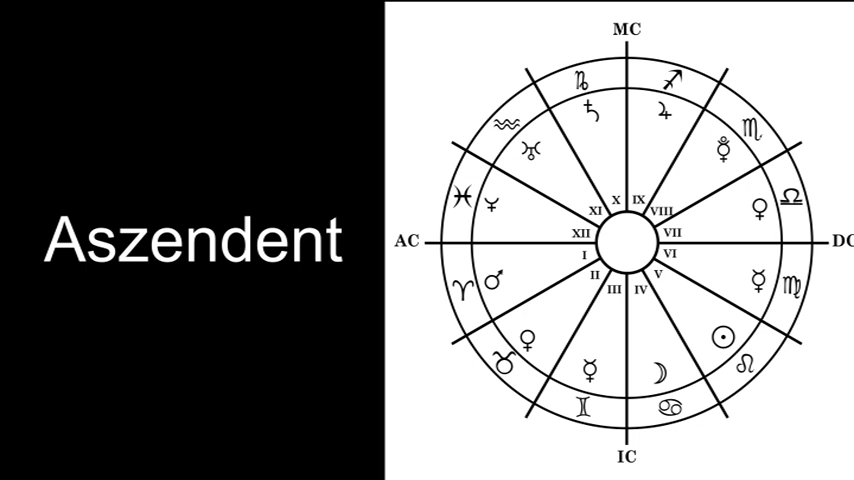 Aszendent
MC
♑ ♐
♄ ♃
♒ ♏
♅ ♇
♓ ♆ ♀ ♎
X IX
XI VIII
XII VII
AC DC
I VI
II V
III IV
♈ ♂ ☿ ♍
♀ ☉
♉ ♌
☿ ☽
♊ ♋
IC